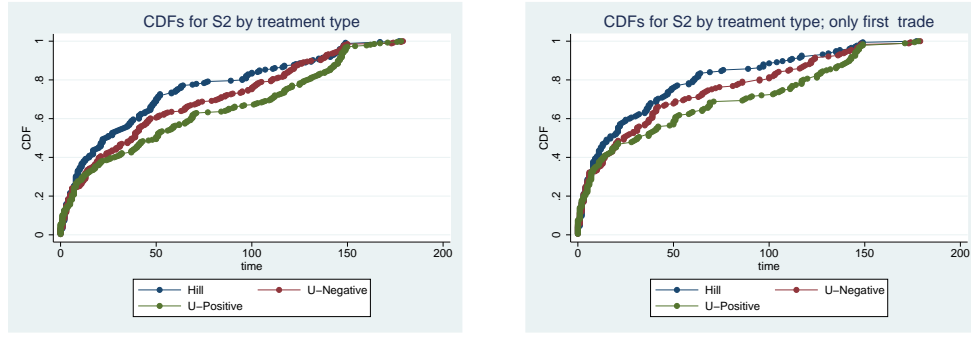 CDFs for S2 by treatment type
1
.8
.6
.4
.2
0
CDF
0 50 100 150 200
time
Hill U−Negative
U−Positive
CDFs for S2 by treatment type; only first trade
1
.8
.6
.4
.2
0
CDF
0 50 100 150 200
time
Hill U−Negative
U−Positive